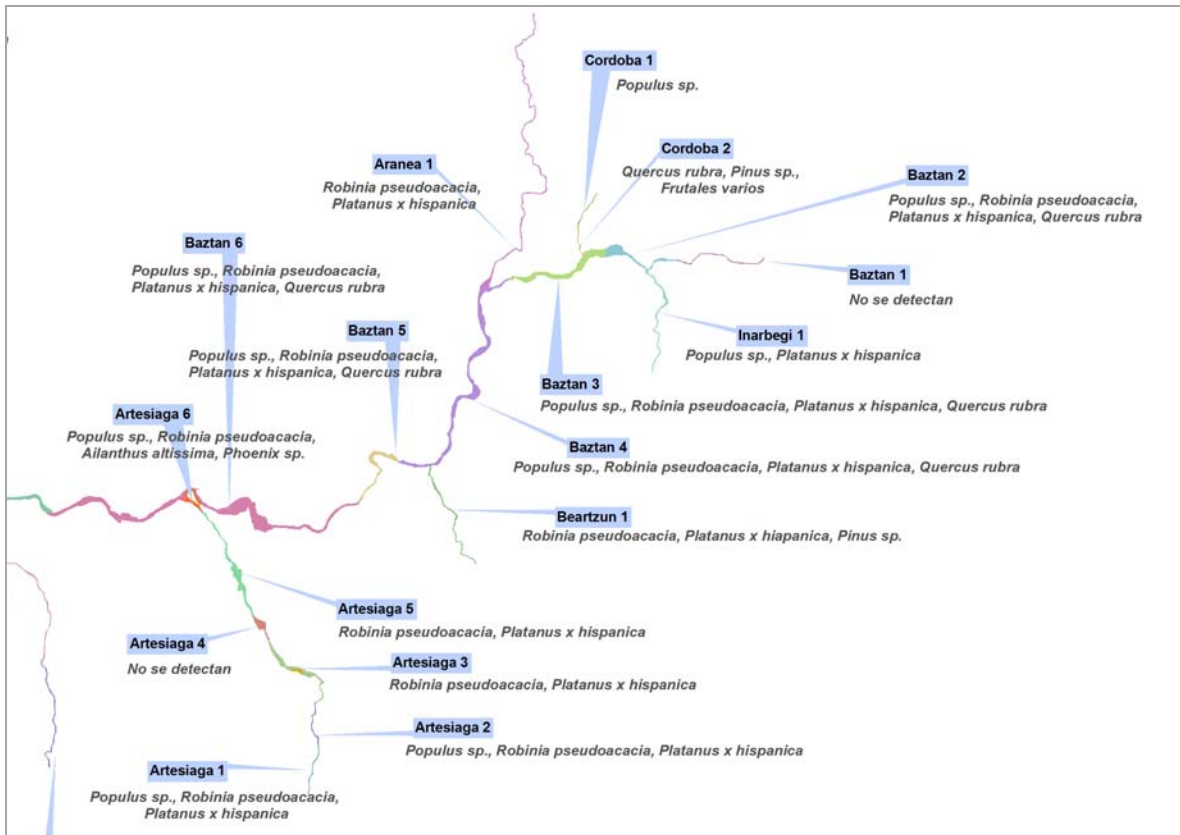 Cordoba 1
Populus sp.
Cordoba 2
Quercus rubra, Pinus sp.,
Frutales varios
Aranea 1
Robinia pseudoacacia,
Platanus x hispanica
Baztan 2
Populus sp., Robinia pseudoacacia,
Platanus x hispanica, Quercus rubra
Baztan 6
Populus sp., Robinia pseudoacacia,
Platanus x hispanica, Quercus rubra
Baztan 1
No se detectan
Baztan 5
Populus sp., Robinia pseudoacacia,
Platanus x hispanica, Quercus rubra
Inarbegi 1
Populus sp., Platanus x hispanica
Baztan 3
Populus sp., Robinia pseudoacacia, Platanus x hispanica, Quercus rubra
Artesiaga 6
Populus sp., Robinia pseudoacacia,
Ailanthus altissima, Phoenix sp.
Baztan 4
Populus sp., Robinia pseudoacacia, Platanus x hispanica, Quercus rubra
Beartzun 1
Robinia pseudoacacia, Platanus x hiapanica, Pinus sp.
Artesiaga 5
Robinia pseudoacacia, Platanus x hispanica
Artesiaga 4
No se detectan
Artesiaga 3
Robinia pseudoacacia, Platanus x hispanica
Artesiaga 2
Populus sp., Robinia pseudoacacia, Platanus x hispanica
Artesiaga 1
Populus sp., Robinia pseudoacacia,
Platanus x hispanica